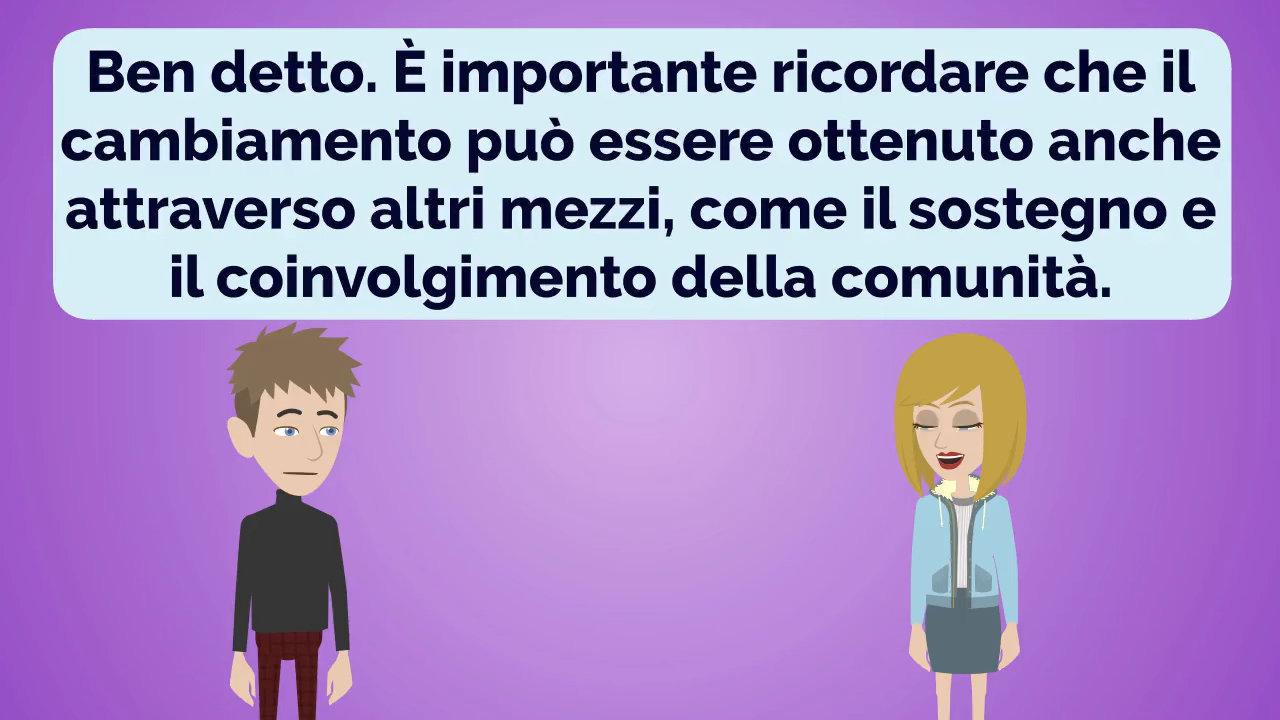 Ben detto. È importante ricordare che il
cambiamento può essere ottenuto anche
attraverso altri mezzi, come il sostegno e
il coinvolgimento della comunità.